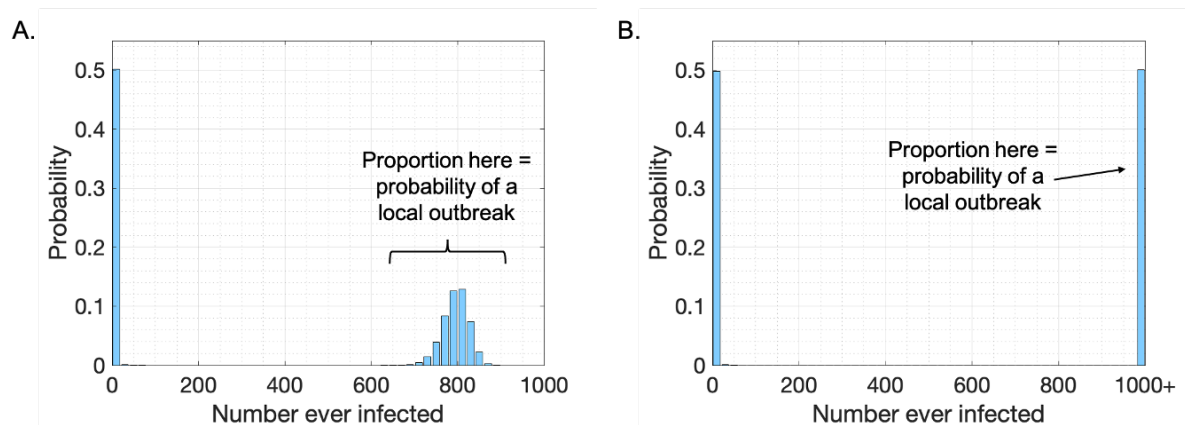 A.
Probability
0.5
0.4
0.3
0.2
0.1
0
Proportion here =
probability of a
local outbreak
0 200 400 600 800 1000
Number ever infected
B.
Probability
0.5
0.4
0.3
0.2
0.1
0
Proportion here =
probability of a
local outbreak
0 200 400 600 800 1000+
Number ever infected